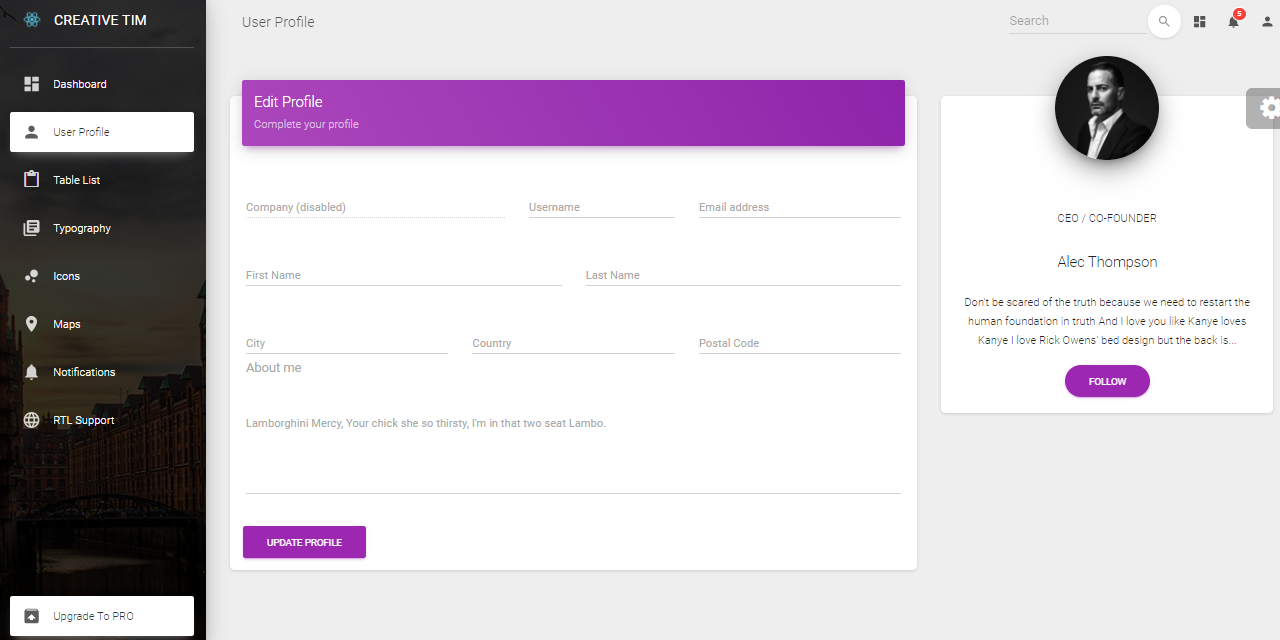 CREATIVE TIM
Dashboard
User Profile
Table List
Typography
Icons
Maps
Notifications
RTL Support
Upgrade To PRO
User Profile
Search
5
Edit Profile
Complete your profile
Company (disabled)
Username
Email address
First Name
Last Name
City
Country
Postal Code
About me
Lamborghini Mercy, Your chick she so thirsty, I'm in that two seat Lambo.
UPDATE PROFILE
CEO / CO-FOUNDER
Alec Thompson
Don't be scared of the truth because we need to restart the
human foundation in truth And I love you like Kanye loves
Kanye I love Rick Owens' bed design but the back is...
FOLLOW